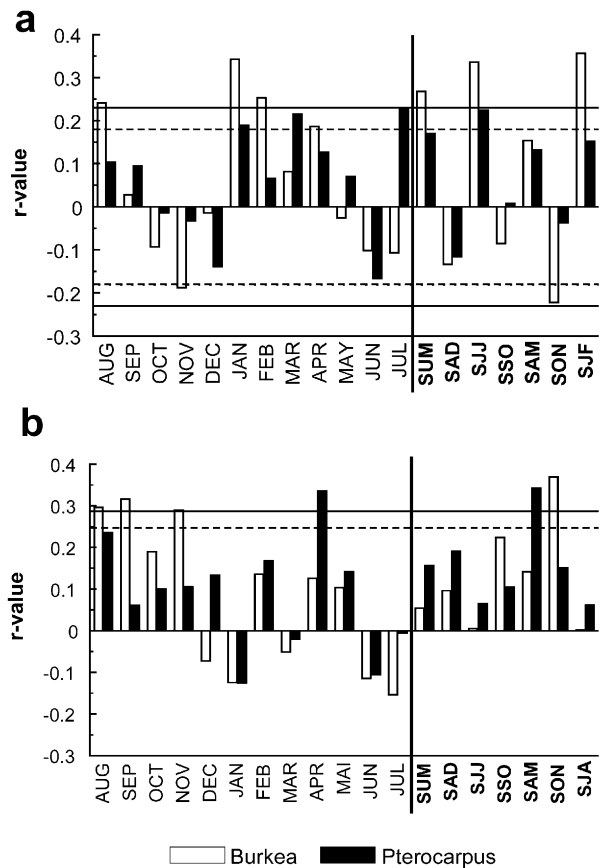 a
0.4
0.3
0.2
0.1
0
-0.1
-0.2
-0.3
r-value
AUG SEP OCT NOV DEC JAN FEB MAR APR MAY JUN JUL SUM SAD SJJ SSO SAM SON SJF
b
0.4
0.3
0.2
0.1
0
-0.1
-0.2
-0.3
r-value
AUG SEP OCT NOV DEC JAN FEB MAR APR MAI JUN JUL SUM SAD SJJ SSO SAM SON SJA
Burkea Pterocarpus